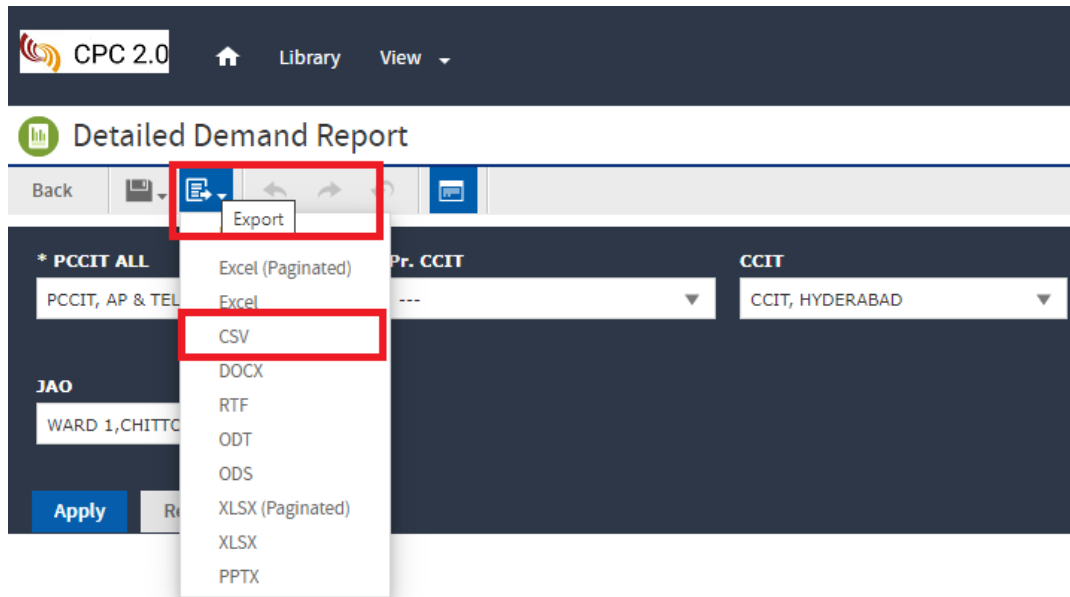 CPC 2.0 Library View
Detailed Demand Report
Back
Export
* PCCIT ALL Pr. CCIT CCIT
PCCIT, AP & TEL --- CCIT, HYDERABAD
Excel (Paginated)
Excel
CSV
DOCX
JAO
RTF
WARD 1,CHITTO
ODT
ODS
XLSX (Paginated)
Apply Re
XLSX
PPTX